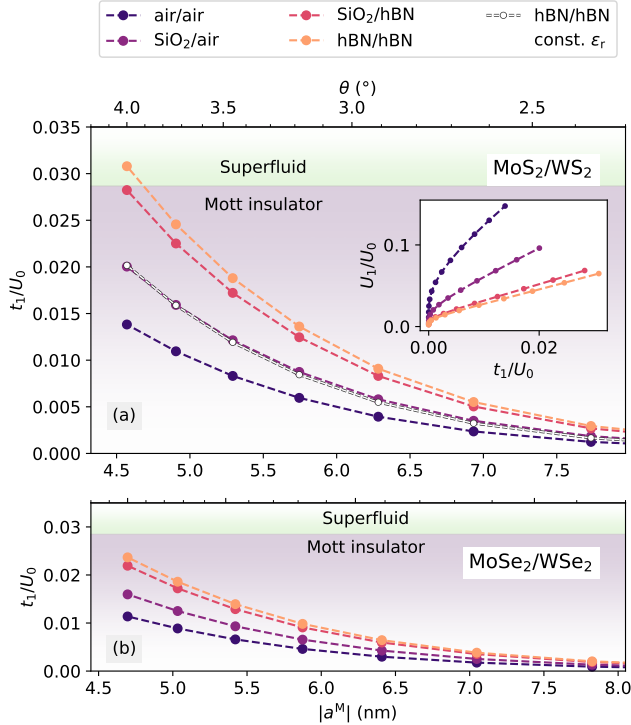 air/air
SiO₂/air
SiO₂/hBN
hBN/hBN
hBN/hBN
const. εᵣ
θ (°)
4.0 3.5 3.0 2.5
0.035
0.030
0.025
0.020
0.015
0.010
0.005
0.000
t₁/U₀
Superfluid
MoS₂/WS₂
Mott insulator
0.1
0.0
U₁/U₀
0.00 0.02
t₁/U₀
(a)
4.5 5.0 5.5 6.0 6.5 7.0 7.5
0.03
0.02
0.01
0.00
t₁/U₀
Superfluid
Mott insulator
MoSe₂/WSe₂
(b)
4.5 5.0 5.5 6.0 6.5 7.0 7.5 8.0
|aᴹ| (nm)